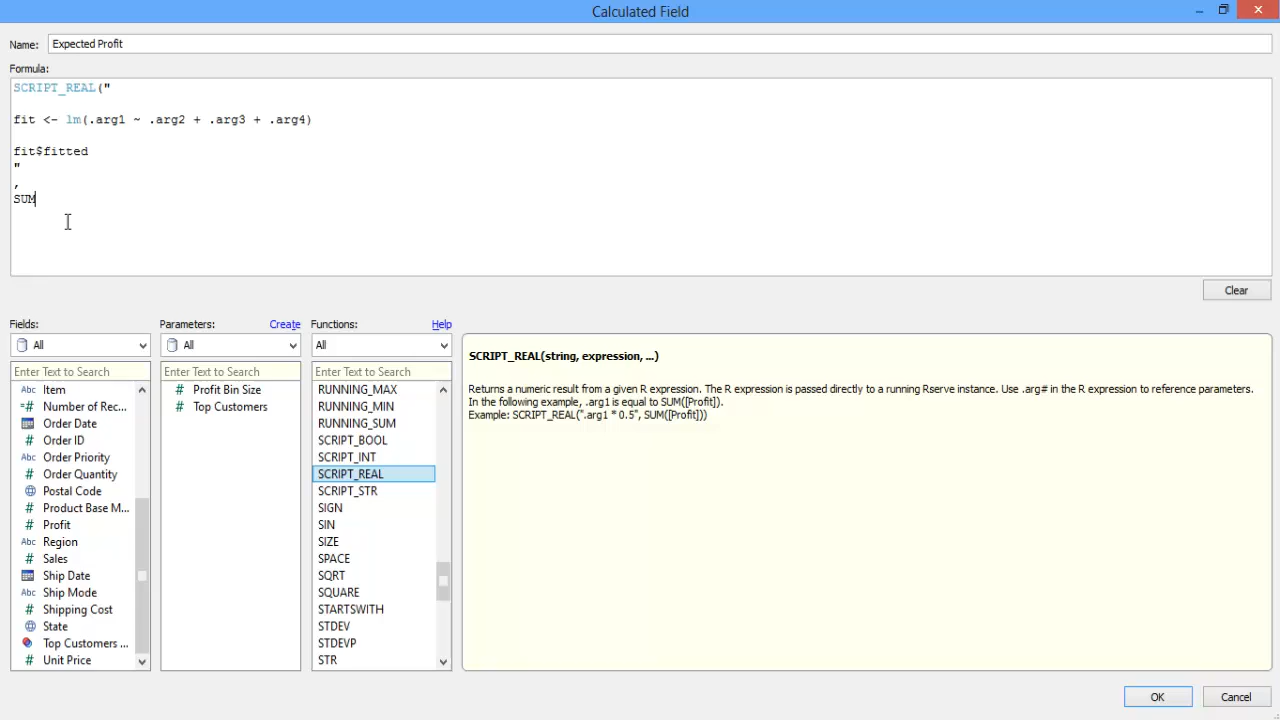 Calculated Field
Name: Expected Profit
Formula:
SCRIPT_REAL("
fit <- lm(.arg1 ~ .arg2 + .arg3 + .arg4)
fit$fitted
"
,
SUM
Clear
Fields:
All
Enter Text to Search
Abc Item
=# Number of Rec...
Order Date
# Order ID
Abc Order Priority
# Order Quantity
Postal Code
# Product Base M...
# Profit
Abc Region
# Sales
Ship Date
Abc Ship Mode
# Shipping Cost
State
Top Customers ...
# Unit Price
Parameters: Create
All
Enter Text to Search
# Profit Bin Size
# Top Customers
Functions: Help
All
Enter Text to Search
RUNNING_MAX
RUNNING_MIN
RUNNING_SUM
SCRIPT_BOOL
SCRIPT_INT
SCRIPT_REAL
SCRIPT_STR
SIGN
SIN
SIZE
SPACE
SQRT
SQUARE
STARTSWITH
STDEV
STDEVP
STR
SCRIPT_REAL(string, expression, ...)
Returns a numeric result from a given R expression. The R expression is passed directly to a running Rserve instance. Use .arg# in the R expression to reference parameters.
In the following example, .arg1 is equal to SUM([Profit]).
Example: SCRIPT_REAL(".arg1 * 0.5", SUM([Profit]))
OK Cancel